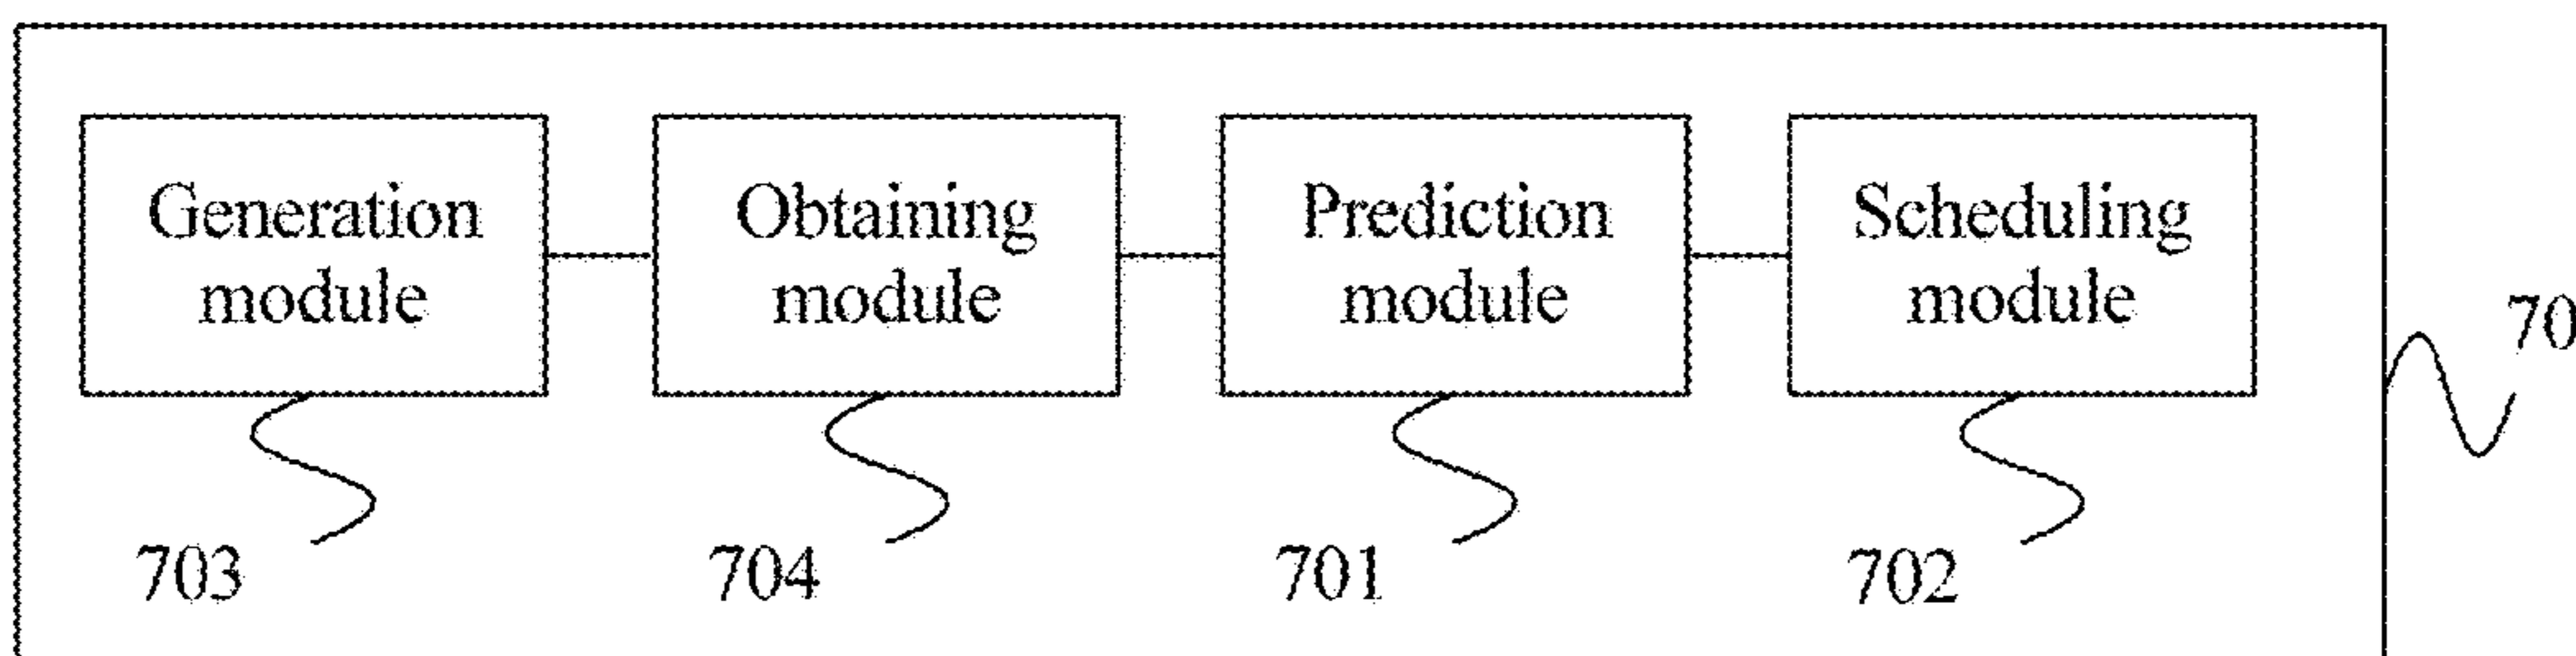 Generation
module
Obtaining
module
Prediction
module
Scheduling
module
70
703
704
701
702